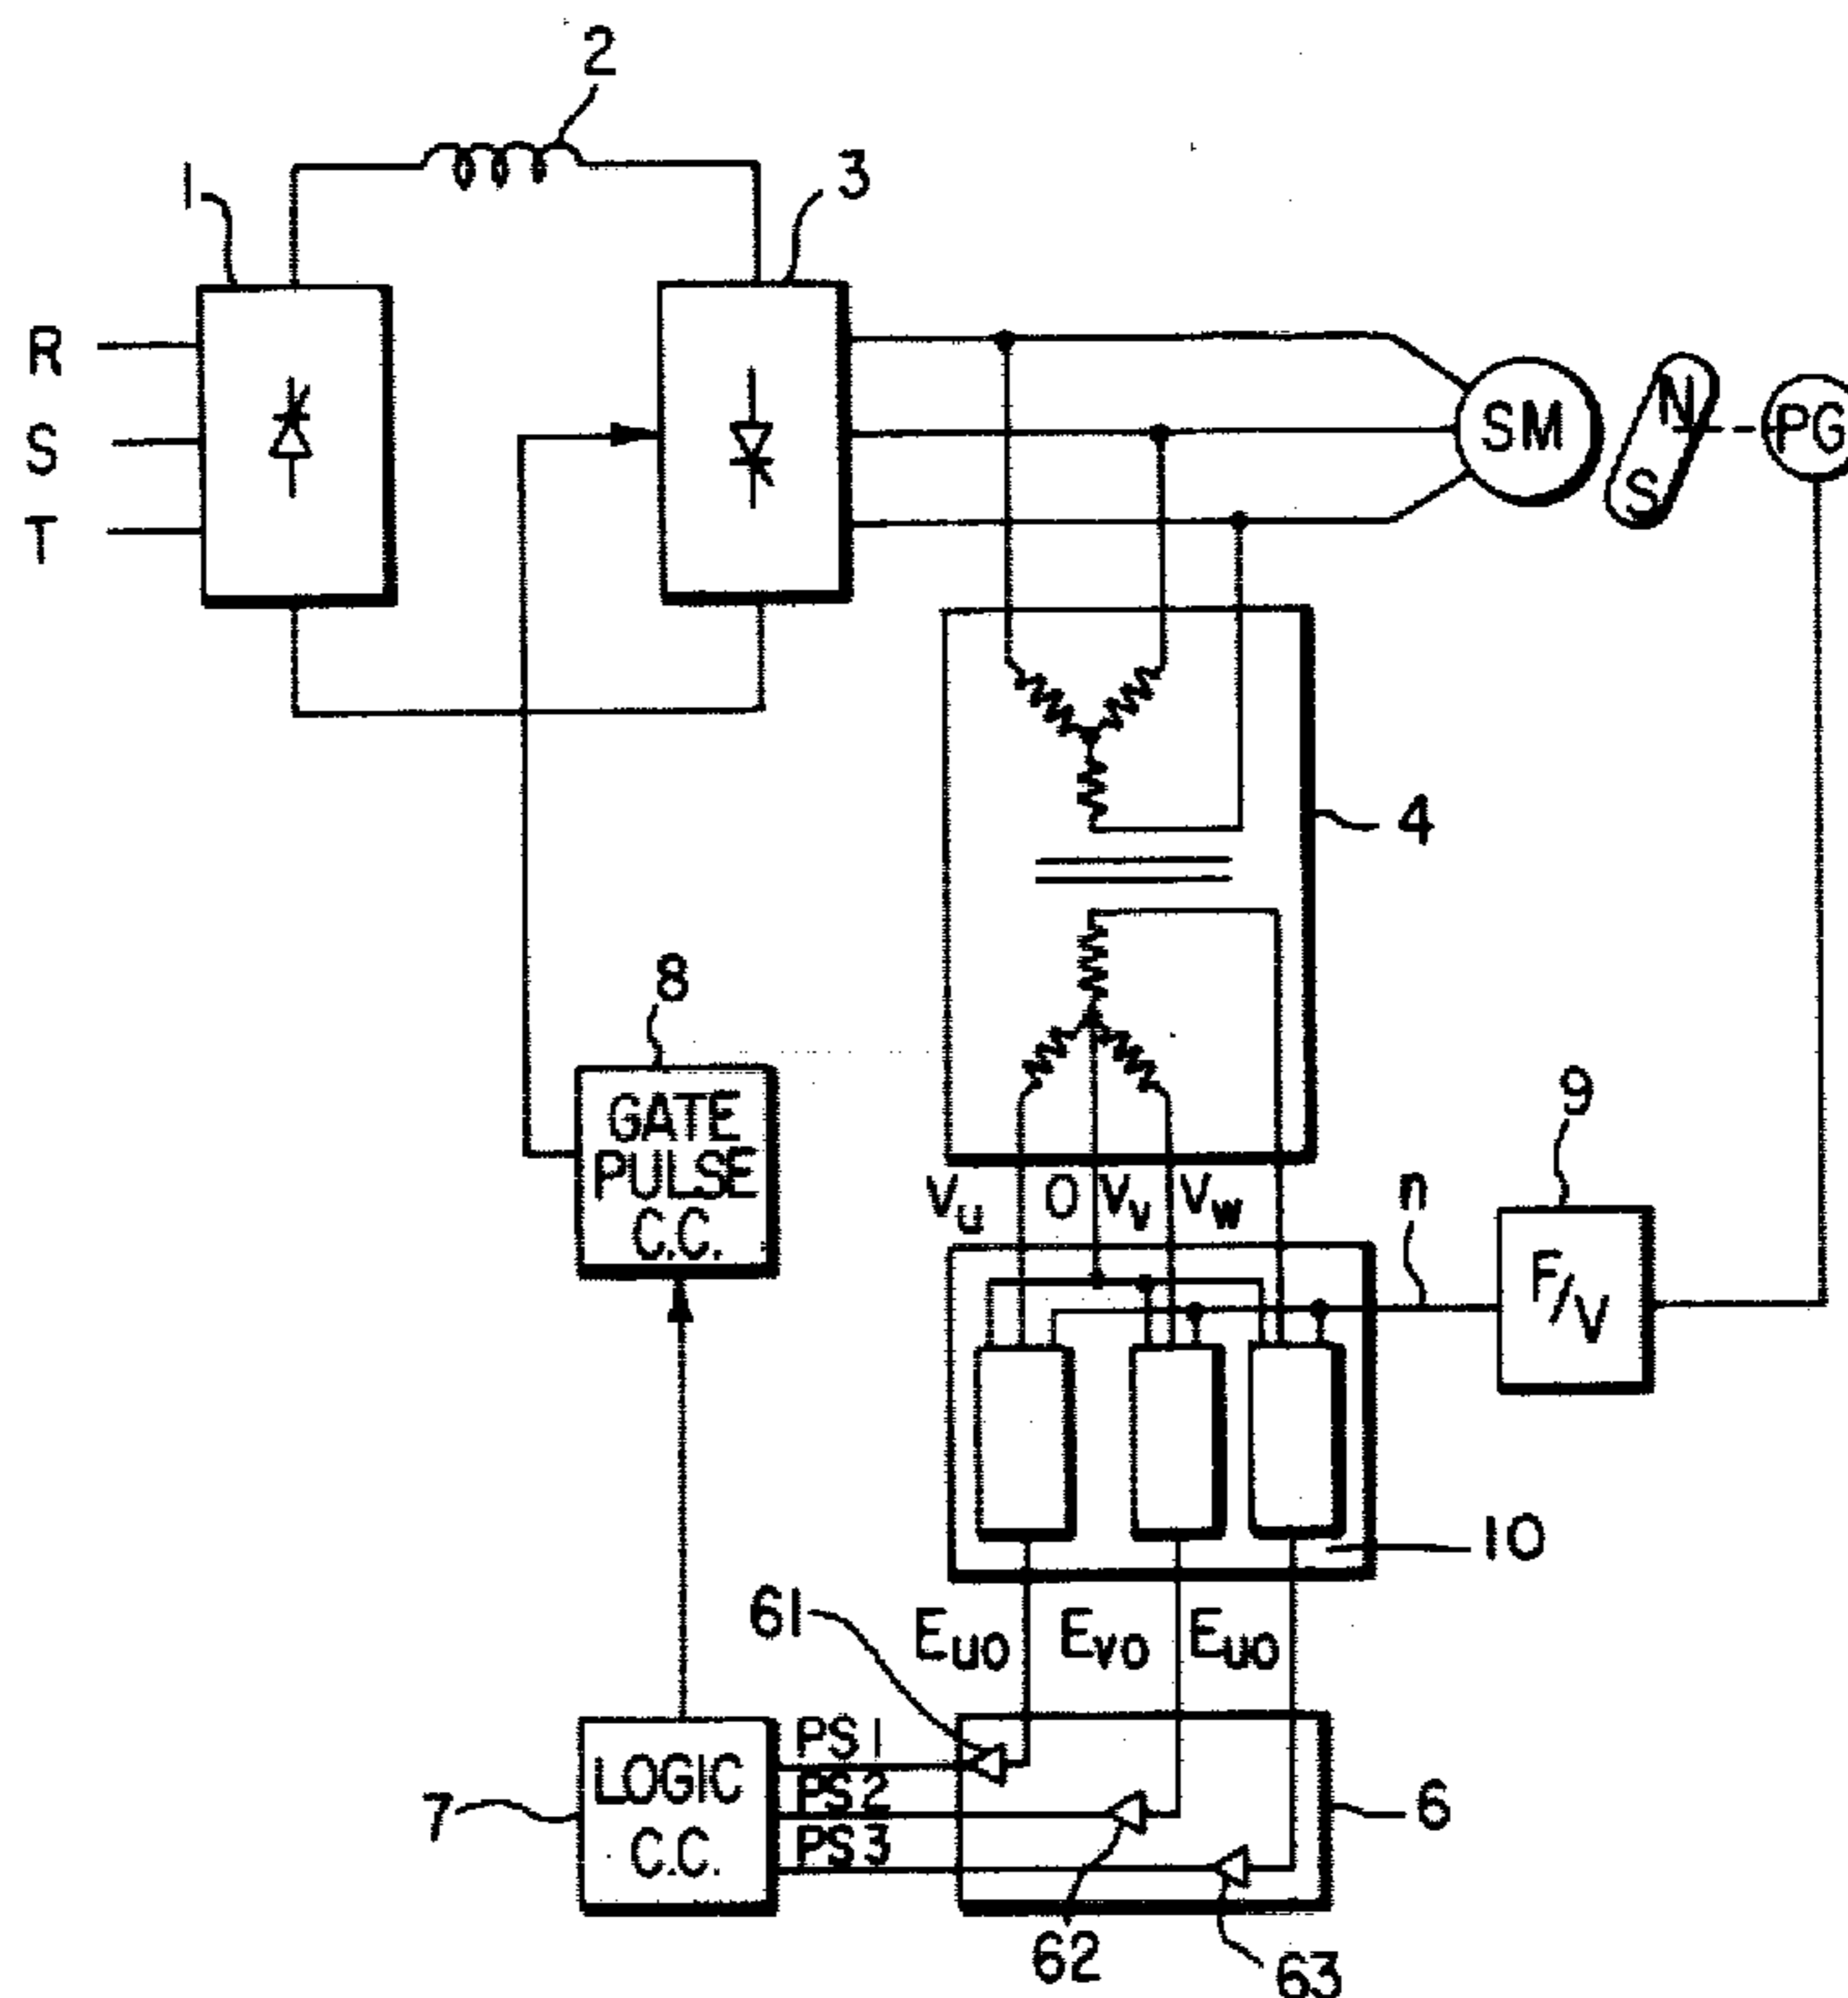 2
1
3
R
S
T
SM
N
S
PG
4
8
GATE
PULSE
C.C.
9
Vu
O
Vv
Vw
n
F/V
10
61
Euo
Evo
Euo
PS1
PS2
PS3
LOGIC
C.C.
7
6
62
63